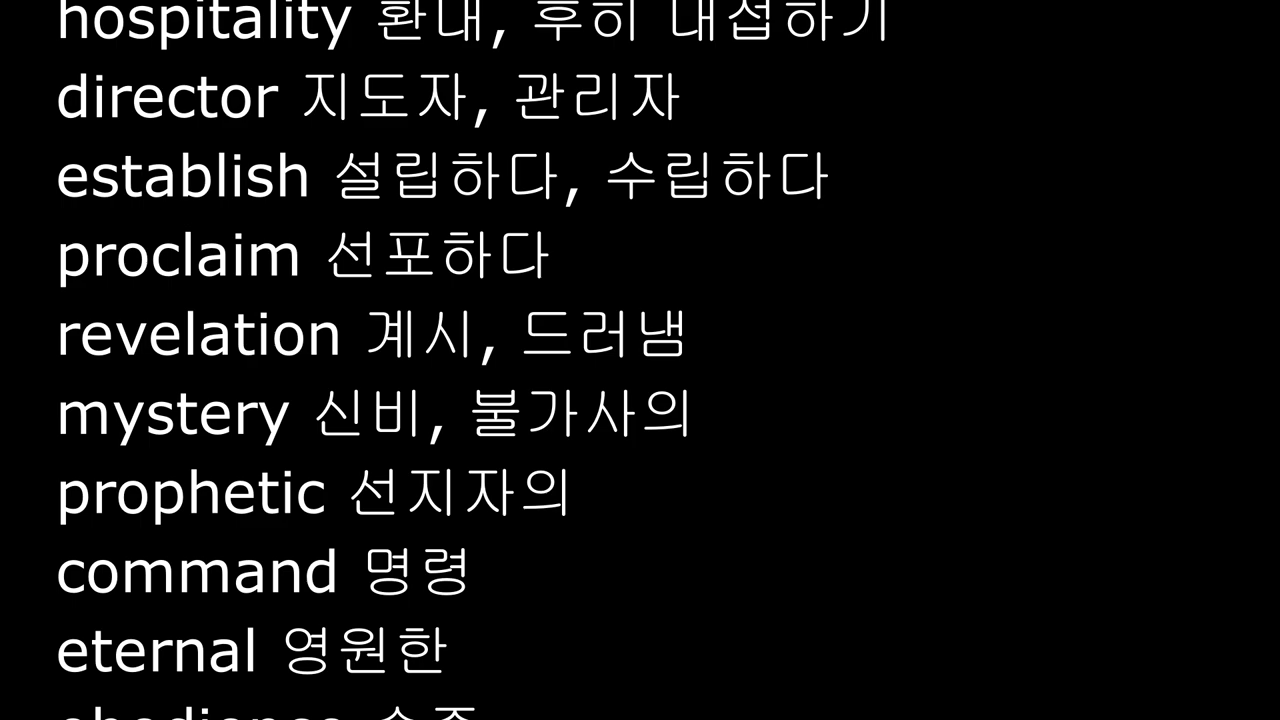 hospitality 환대, 후히 대접하기
director 지도자, 관리자
establish 설립하다, 수립하다
proclaim 선포하다
revelation 계시, 드러냄
mystery 신비, 불가사의
prophetic 선지자의
command 명령
eternal 영원한
obedience